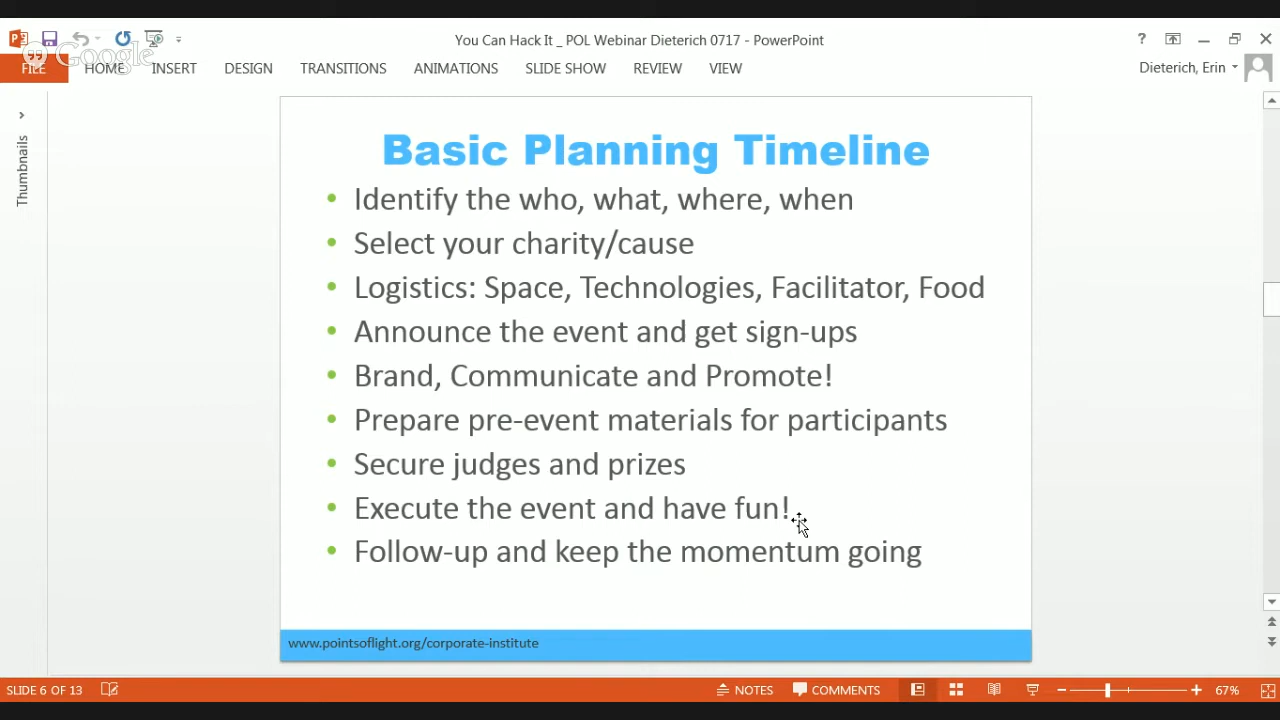 You Can Hack It _ POL Webinar Dieterich 0717 - PowerPoint
?
Google
FILE HOME INSERT DESIGN TRANSITIONS ANIMATIONS SLIDE SHOW REVIEW VIEW Dieterich, Erin
Thumbnails
Basic Planning Timeline
• Identify the who, what, where, when
• Select your charity/cause
• Logistics: Space, Technologies, Facilitator, Food
• Announce the event and get sign-ups
• Brand, Communicate and Promote!
• Prepare pre-event materials for participants
• Secure judges and prizes
• Execute the event and have fun!
• Follow-up and keep the momentum going
www.pointsoflight.org/corporate-institute
SLIDE 6 OF 13 NOTES COMMENTS 67%